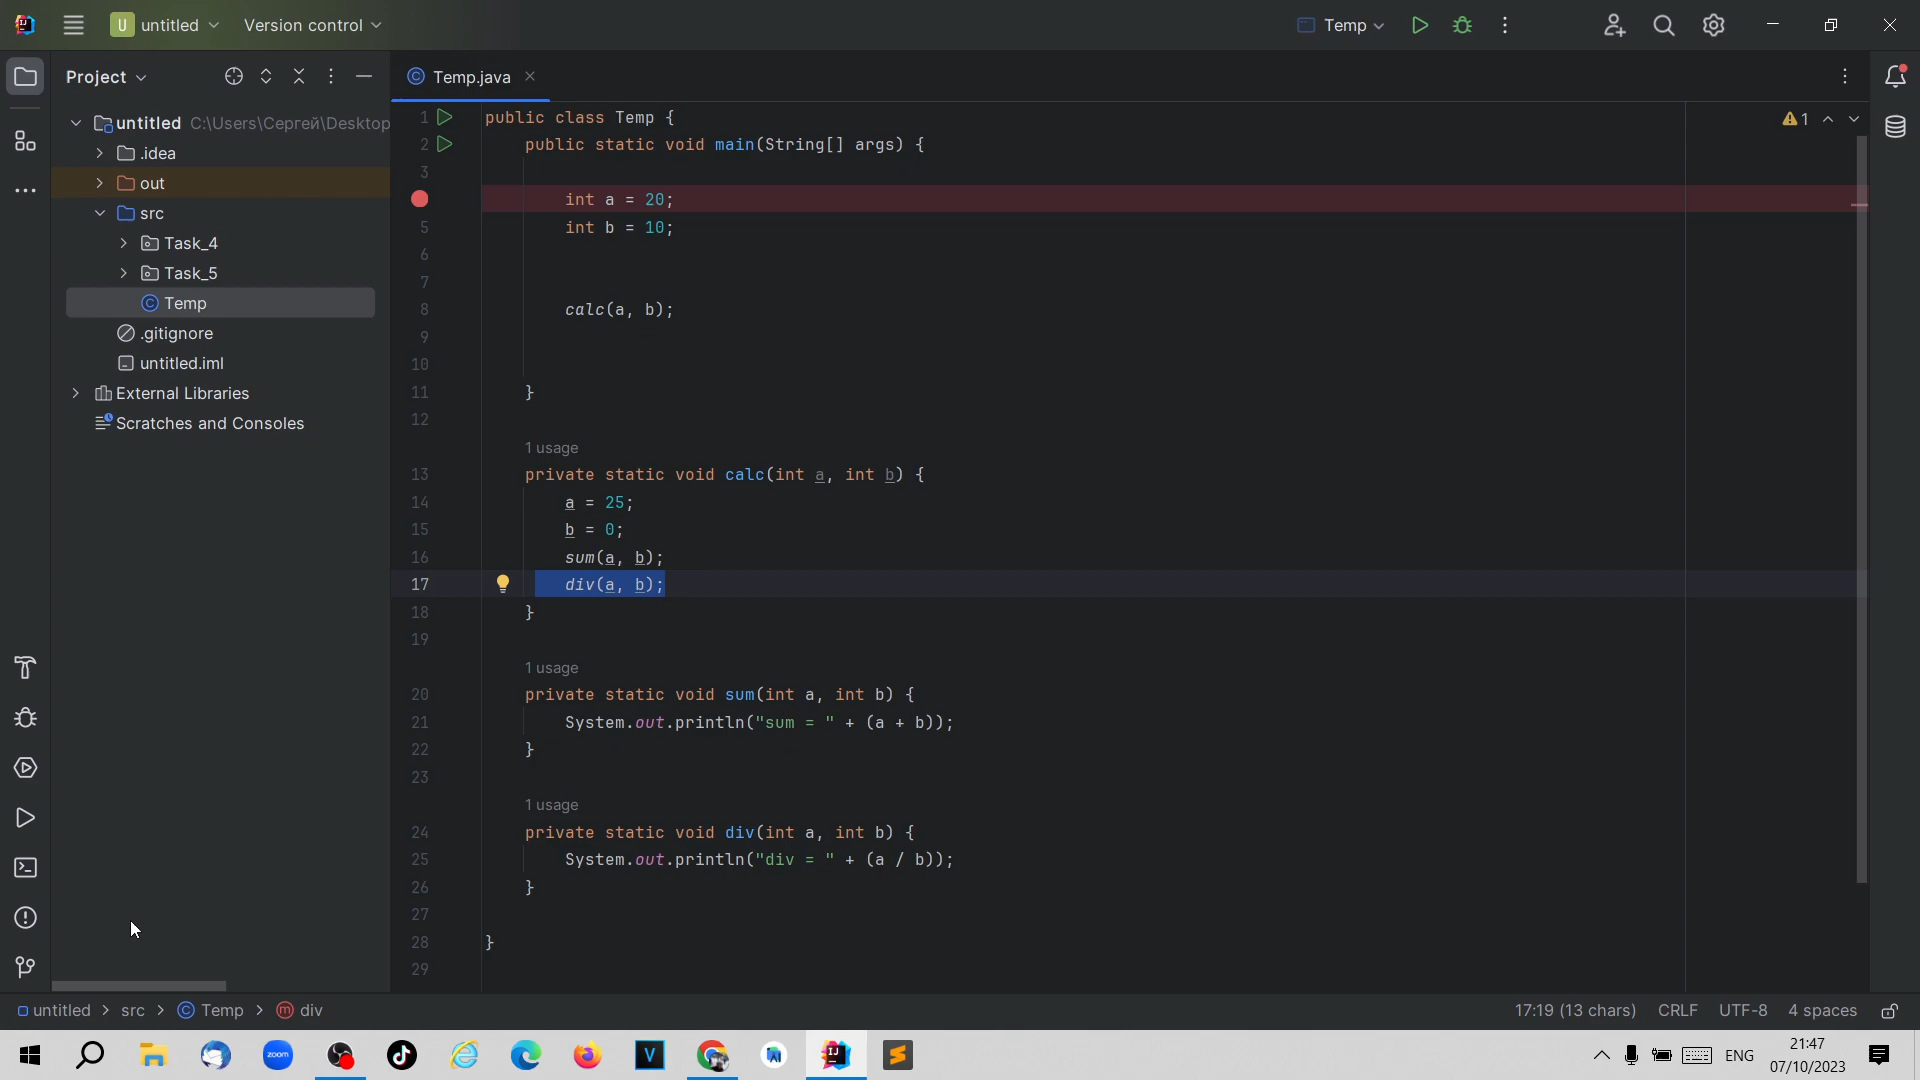 untitled
Version control
Temp
Project
Temp.java
untitled C:\Users\Сергей\Desktop
.idea
out
src
Task_4
Task_5
Temp
.gitignore
untitled.iml
External Libraries
Scratches and Consoles
1
1 public class Temp {
2 public static void main(String[] args) {
3
int a = 20;
5 int b = 10;
6
7
8 calc(a, b);
9
10
11 }
12
1 usage
13 private static void calc(int a, int b) {
14 a = 25;
15 b = 0;
16 sum(a, b);
17 div(a, b);
18 }
19
1 usage
20 private static void sum(int a, int b) {
21 System.out.println("sum = " + (a + b));
22 }
23
1 usage
24 private static void div(int a, int b) {
25 System.out.println("div = " + (a / b));
26 }
27
28 }
29
untitled > src > Temp > div
17:19 (13 chars) CRLF UTF-8 4 spaces
zoom
ENG
21:47
07/10/2023